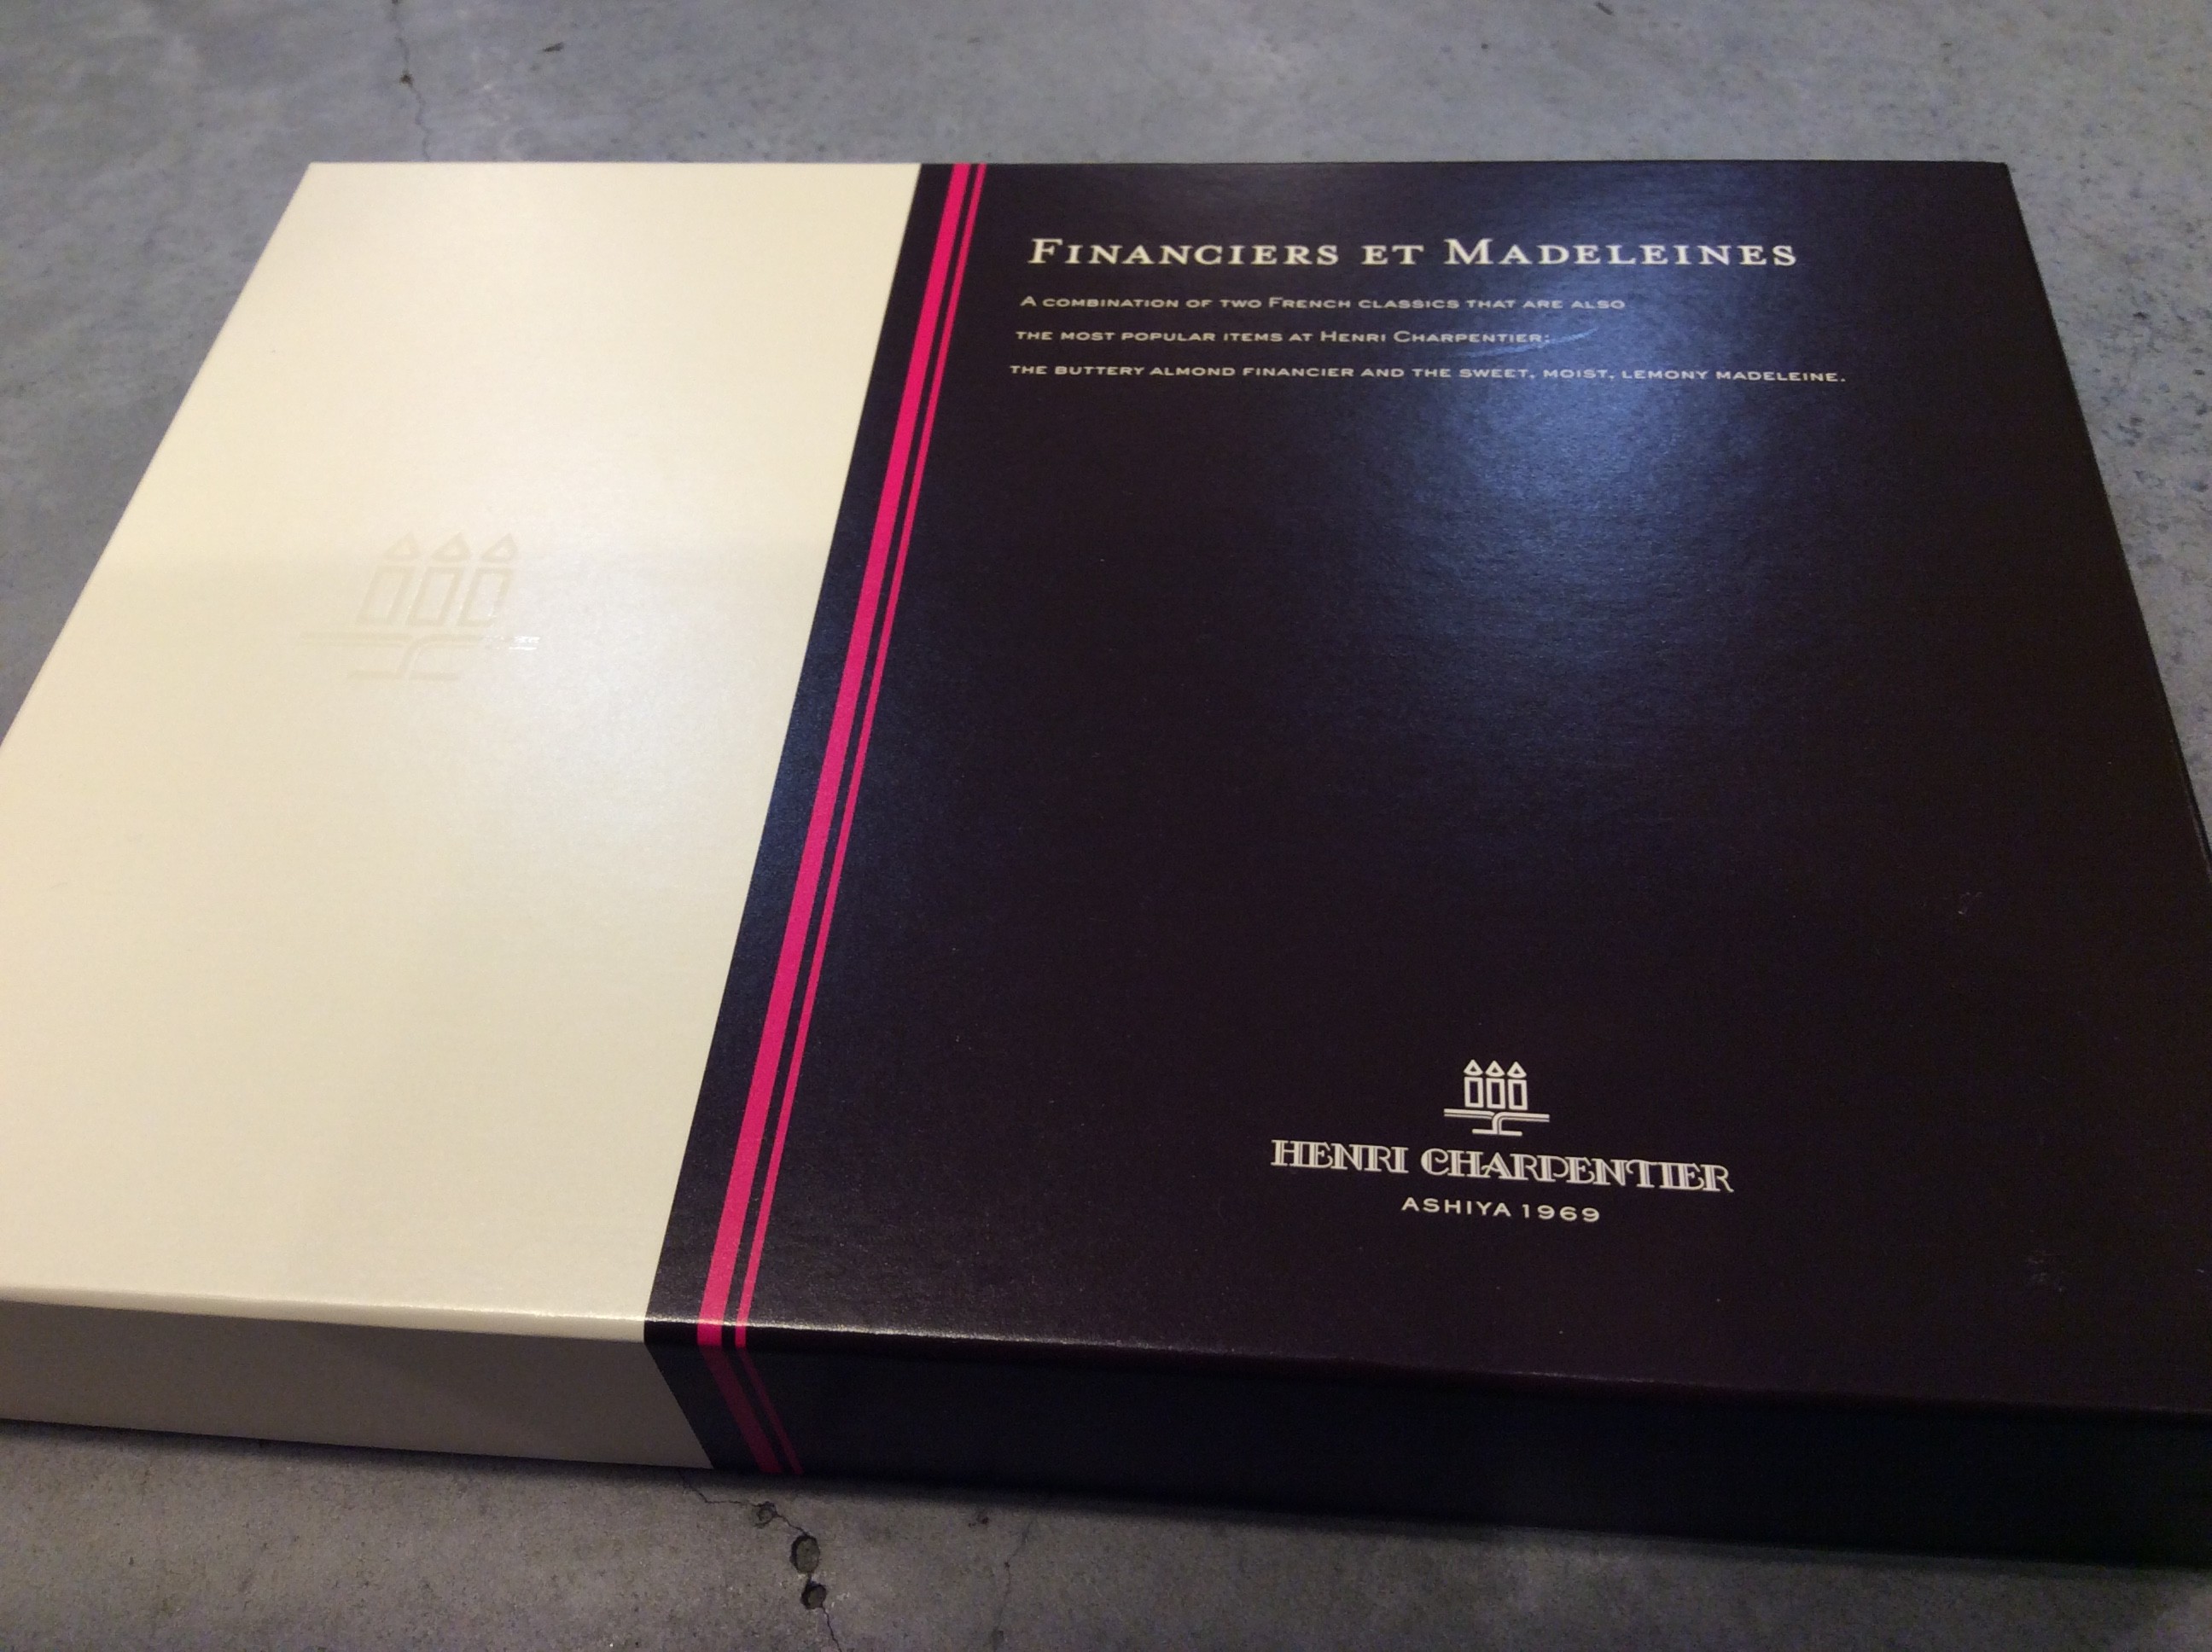 Financiers et Madeleines
A combination of two French classics that are also
the most popular items at Henri Charpentier:
the buttery almond financier and the sweet, moist, lemony madeleine.
HENRI CHARPENTIER
ASHIYA 1969